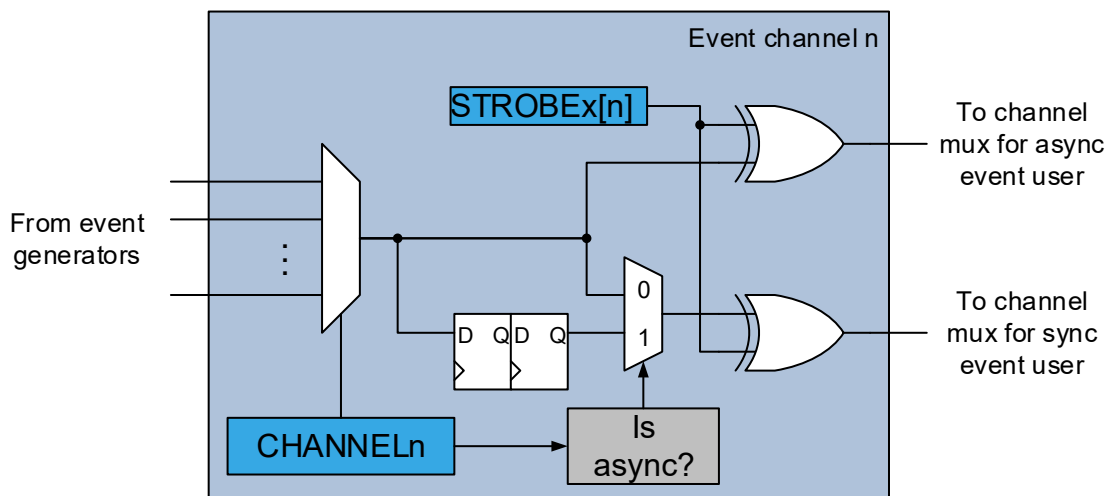 Event channel n
STROBEx[n]
To channel
mux for async
event user
From event
generators
⋮
0
1
D Q D Q
To channel
mux for sync
event user
CHANNELn
Is
async?